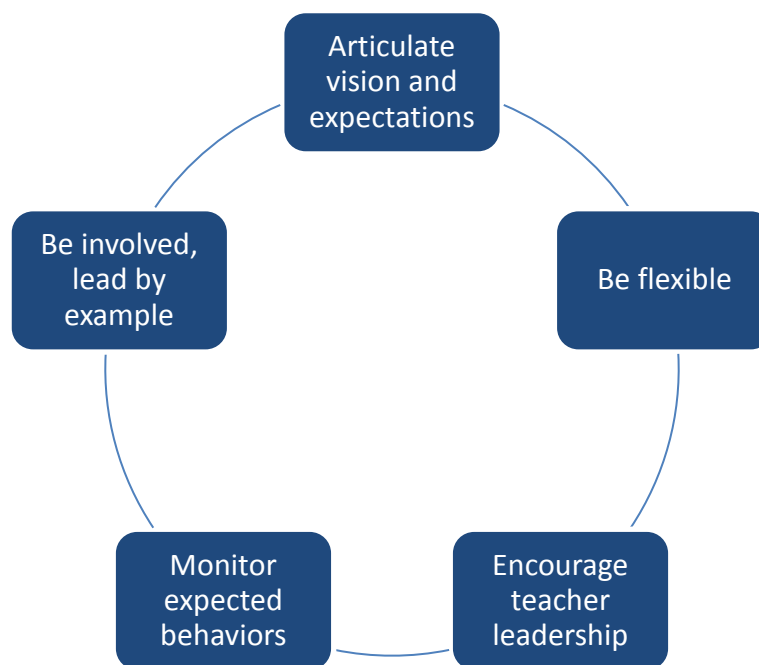 Articulate
vision and
expectations
Be flexible
Encourage
teacher
leadership
Monitor
expected
behaviors
Be involved,
lead by
example